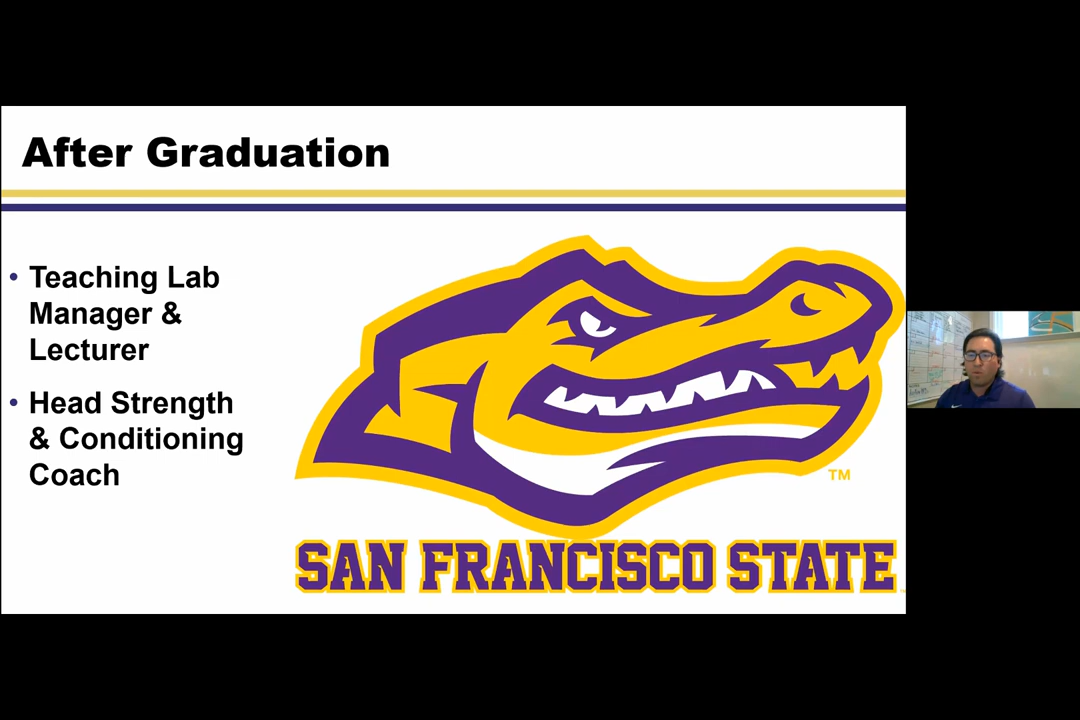 After Graduation
• Teaching Lab
Manager &
Lecturer
• Head Strength
& Conditioning
Coach
TM
SAN FRANCISCO STATE